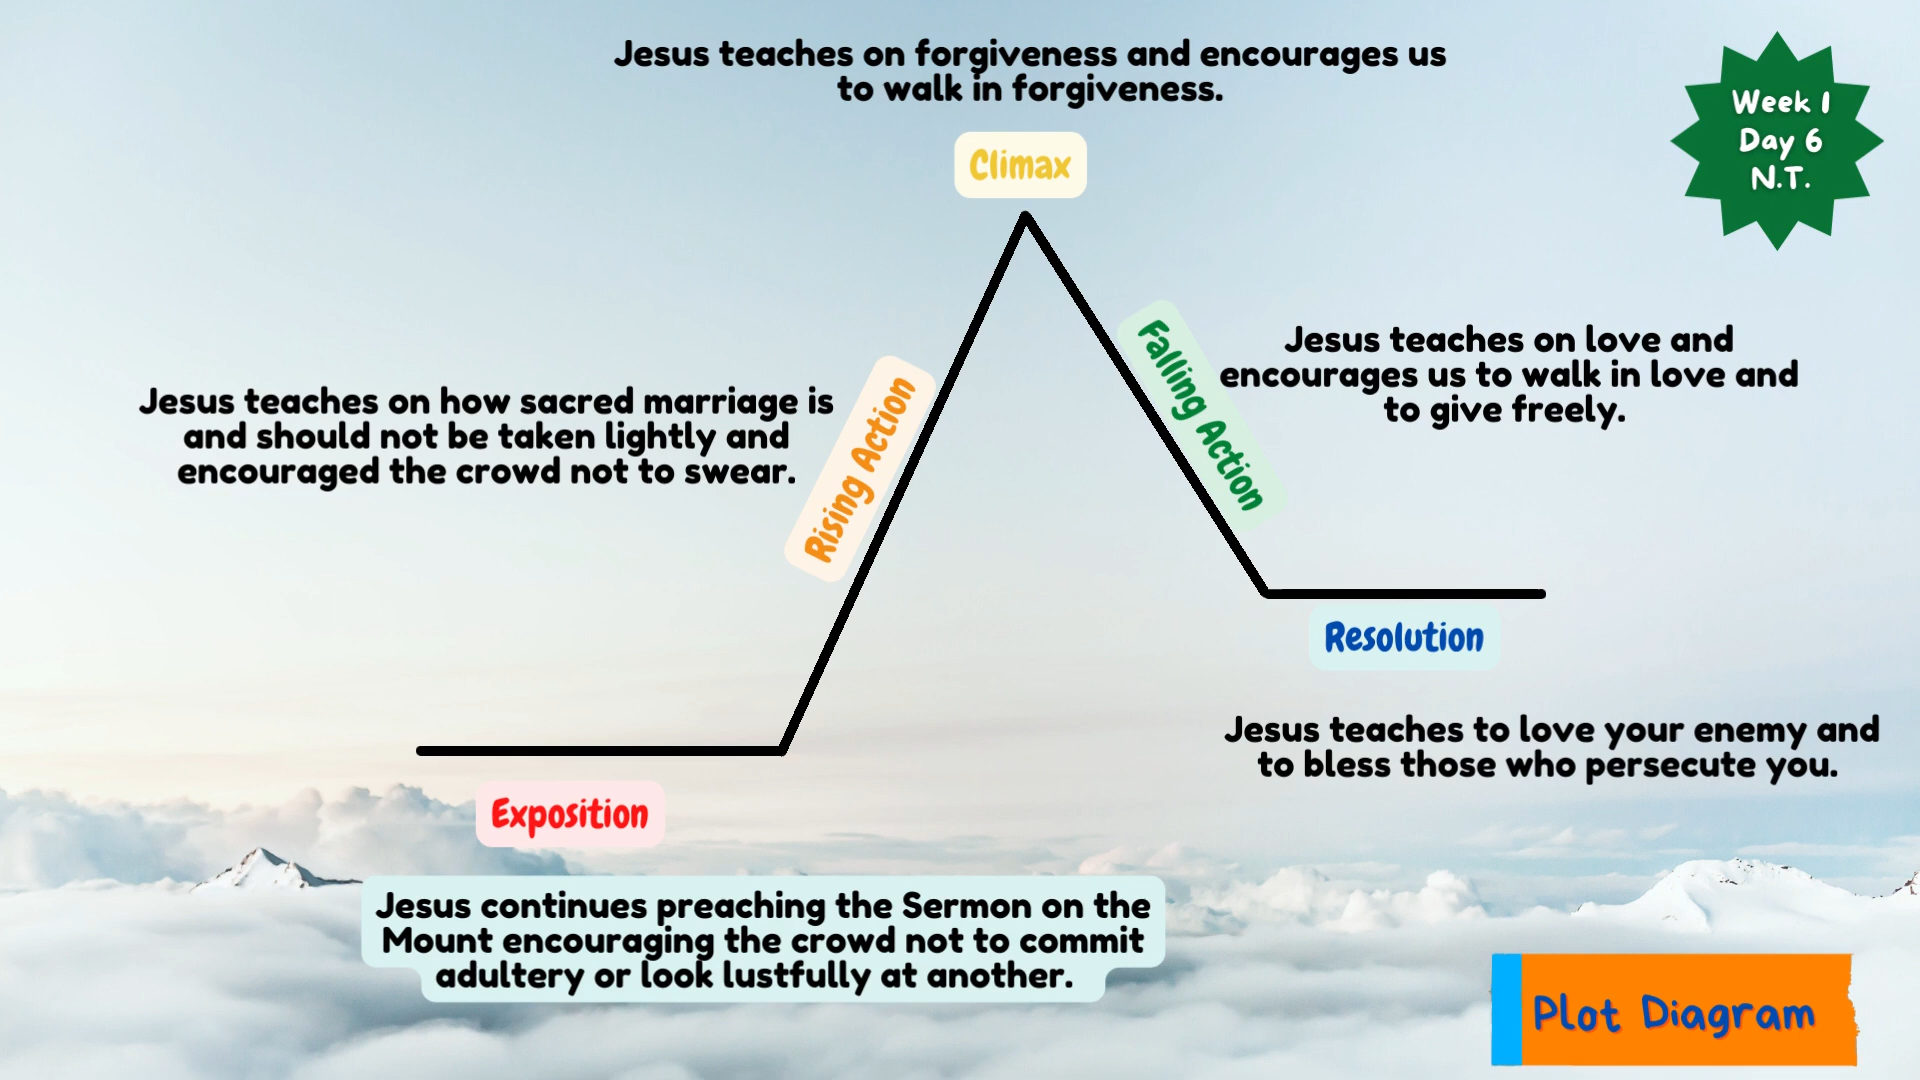 Jesus teaches on forgiveness and encourages us
to walk in forgiveness.
Week 1
Day 6
N.T.
Climax
Falling Action
Jesus teaches on love and
encourages us to walk in love and
to give freely.
Rising Action
Jesus teaches on how sacred marriage is
and should not be taken lightly and
encouraged the crowd not to swear.
Resolution
Jesus teaches to love your enemy and
to bless those who persecute you.
Exposition
Jesus continues preaching the Sermon on the
Mount encouraging the crowd not to commit
adultery or look lustfully at another.
Plot Diagram